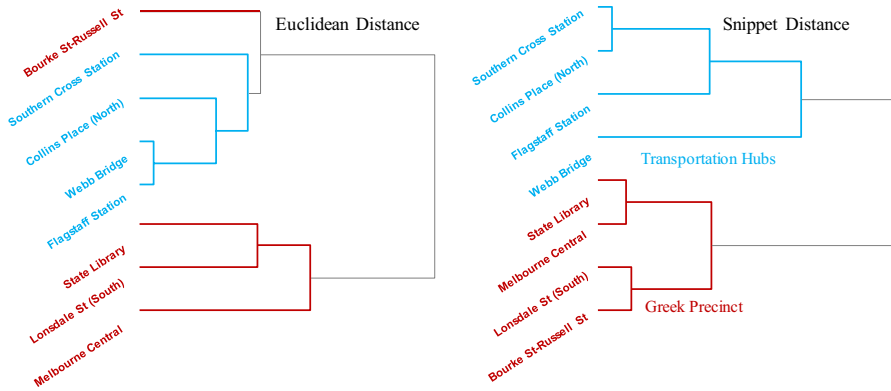 Euclidean Distance
Bourke St-Russell St
Southern Cross Station
Collins Place (North)
Webb Bridge
Flagstaff Station
State Library
Lonsdale St (South)
Melbourne Central
Snippet Distance
Southern Cross Station
Collins Place (North)
Flagstaff Station
Transportation Hubs
Webb Bridge
State Library
Melbourne Central
Lonsdale St (South)
Greek Precinct
Bourke St-Russell St